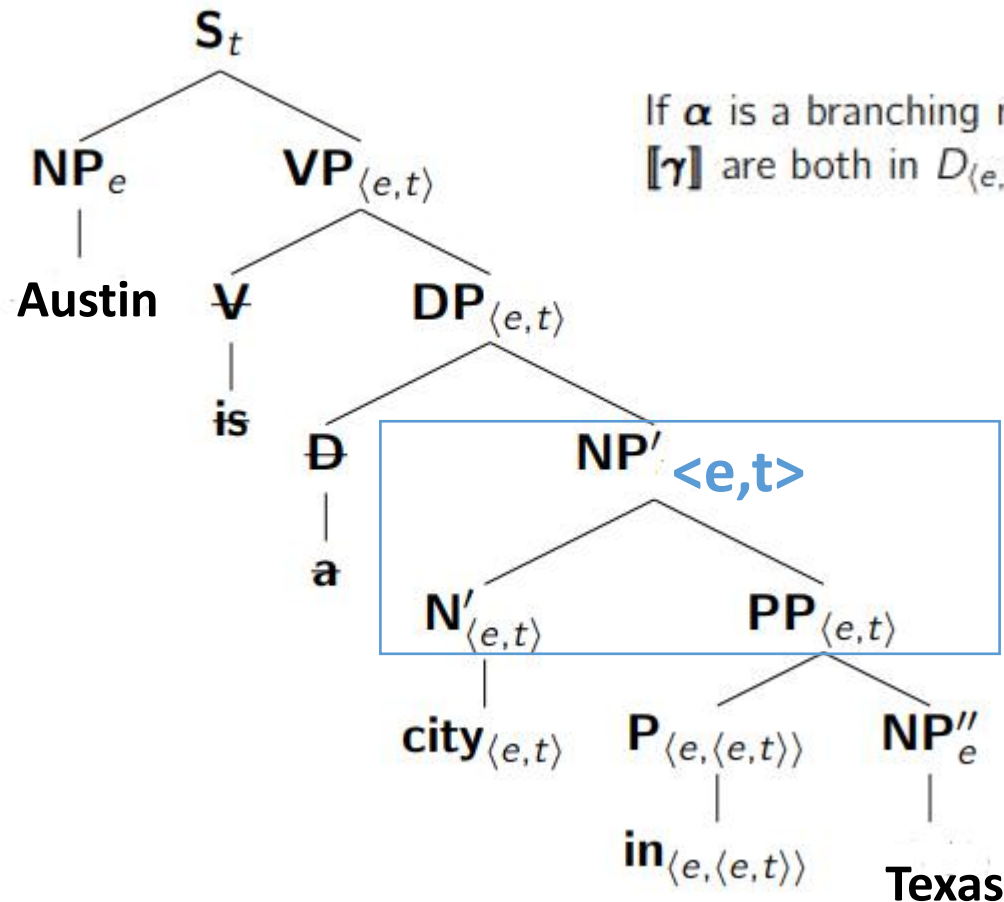 S_t
If α is a branching
⟦γ⟧ are both in D⟨e,
NP_e VP⟨e,t⟩
Austin V DP⟨e,t⟩
is
D NP′ <e,t>
a
N′⟨e,t⟩ PP⟨e,t⟩
city⟨e,t⟩ P⟨e,⟨e,t⟩⟩ NP″_e
in⟨e,⟨e,t⟩⟩
Texas